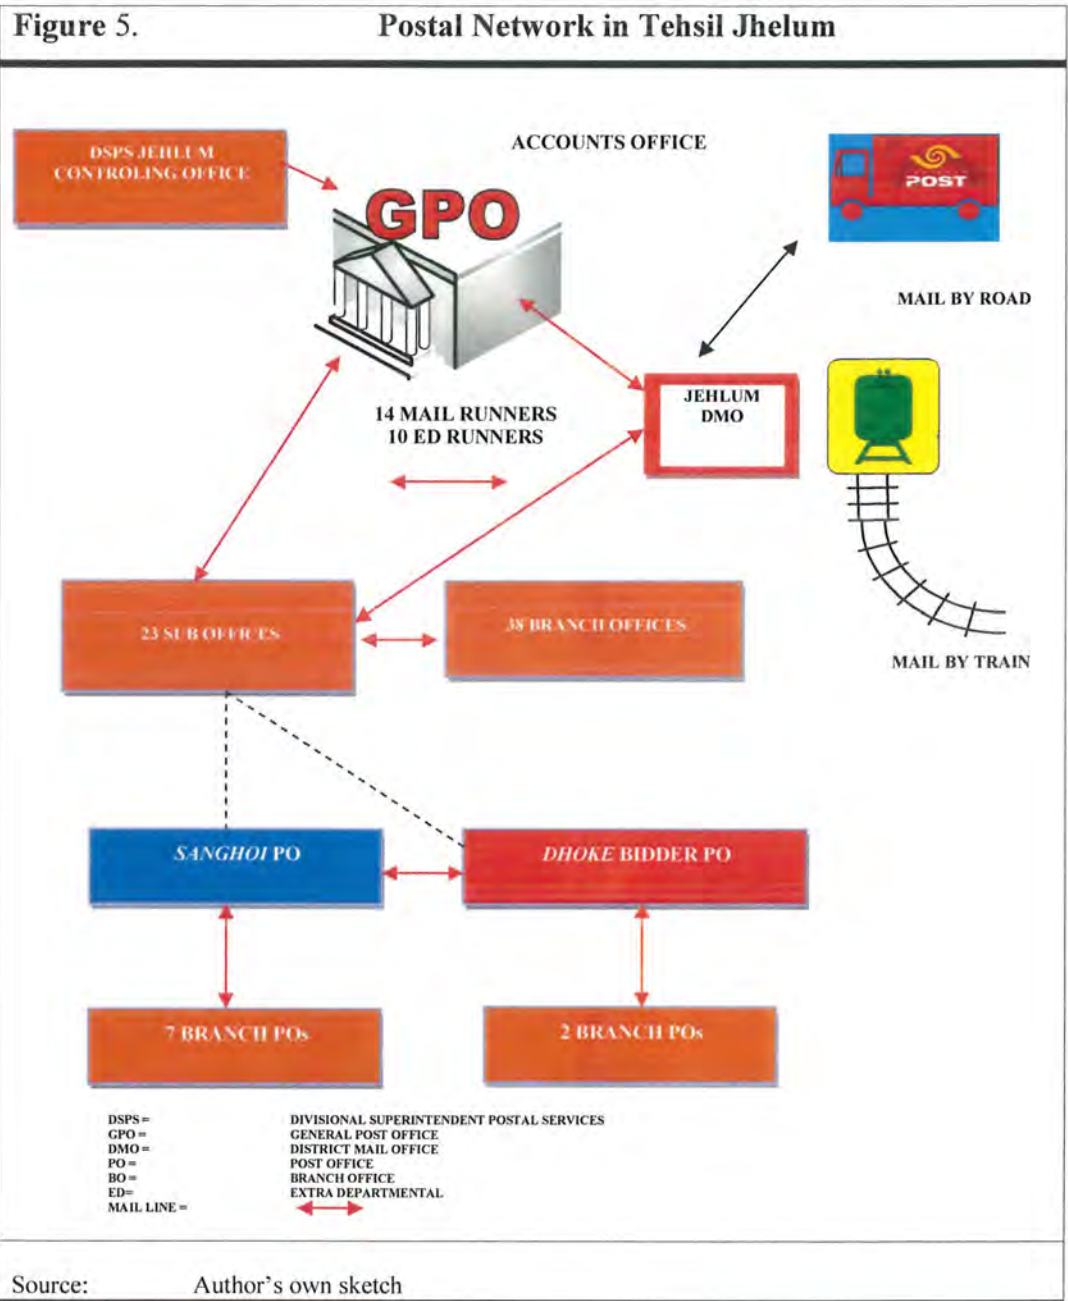 Figure 5. Postal Network in Tehsil Jhelum
DSPS JEHLUM
CONTROLING OFFICE
ACCOUNTS OFFICE
GPO
POST
MAIL BY ROAD
JEHLUM
DMO
14 MAIL RUNNERS
10 ED RUNNERS
23 SUB OFFICES
38 BRANCH OFFICES
MAIL BY TRAIN
SANGHOI PO
DHOKE BIDDER PO
7 BRANCH POs
2 BRANCH POs
DSPS = DIVISIONAL SUPERINTENDENT POSTAL SERVICES
GPO = GENERAL POST OFFICE
DMO = DISTRICT MAIL OFFICE
PO = POST OFFICE
BO = BRANCH OFFICE
ED= EXTRA DEPARTMENTAL
MAIL LINE =
Source: Author's own sketch